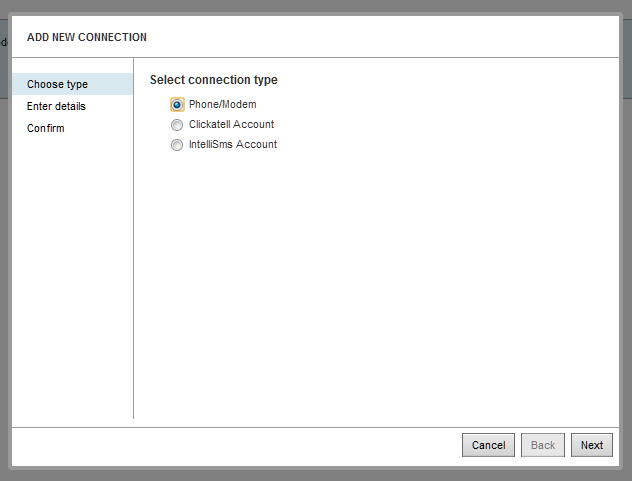 ADD NEW CONNECTION
Choose type
Enter details
Confirm
Select connection type
Phone/Modem
Clickatell Account
IntelliSms Account
Cancel
Back
Next